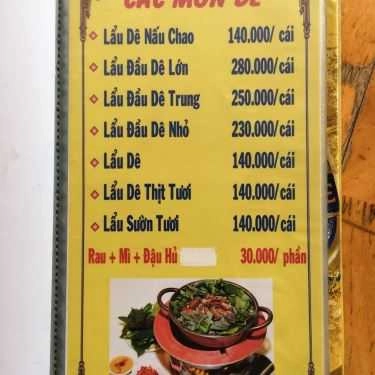 CÁC MÓN DÊ
Lẩu Dê Nấu Chao 140.000/ cái
Lẩu Đầu Dê Lớn 280.000/ cái
Lẩu Đầu Dê Trung 250.000/ cái
Lẩu Đầu Dê Nhỏ 230.000/ cái
Lẩu Dê 140.000/ cái
Lẩu Dê Thịt Tươi 140.000/ cái
Lẩu Sườn Tươi 140.000/ cái
Rau + Mì + Đậu Hủ 30.000/ phần